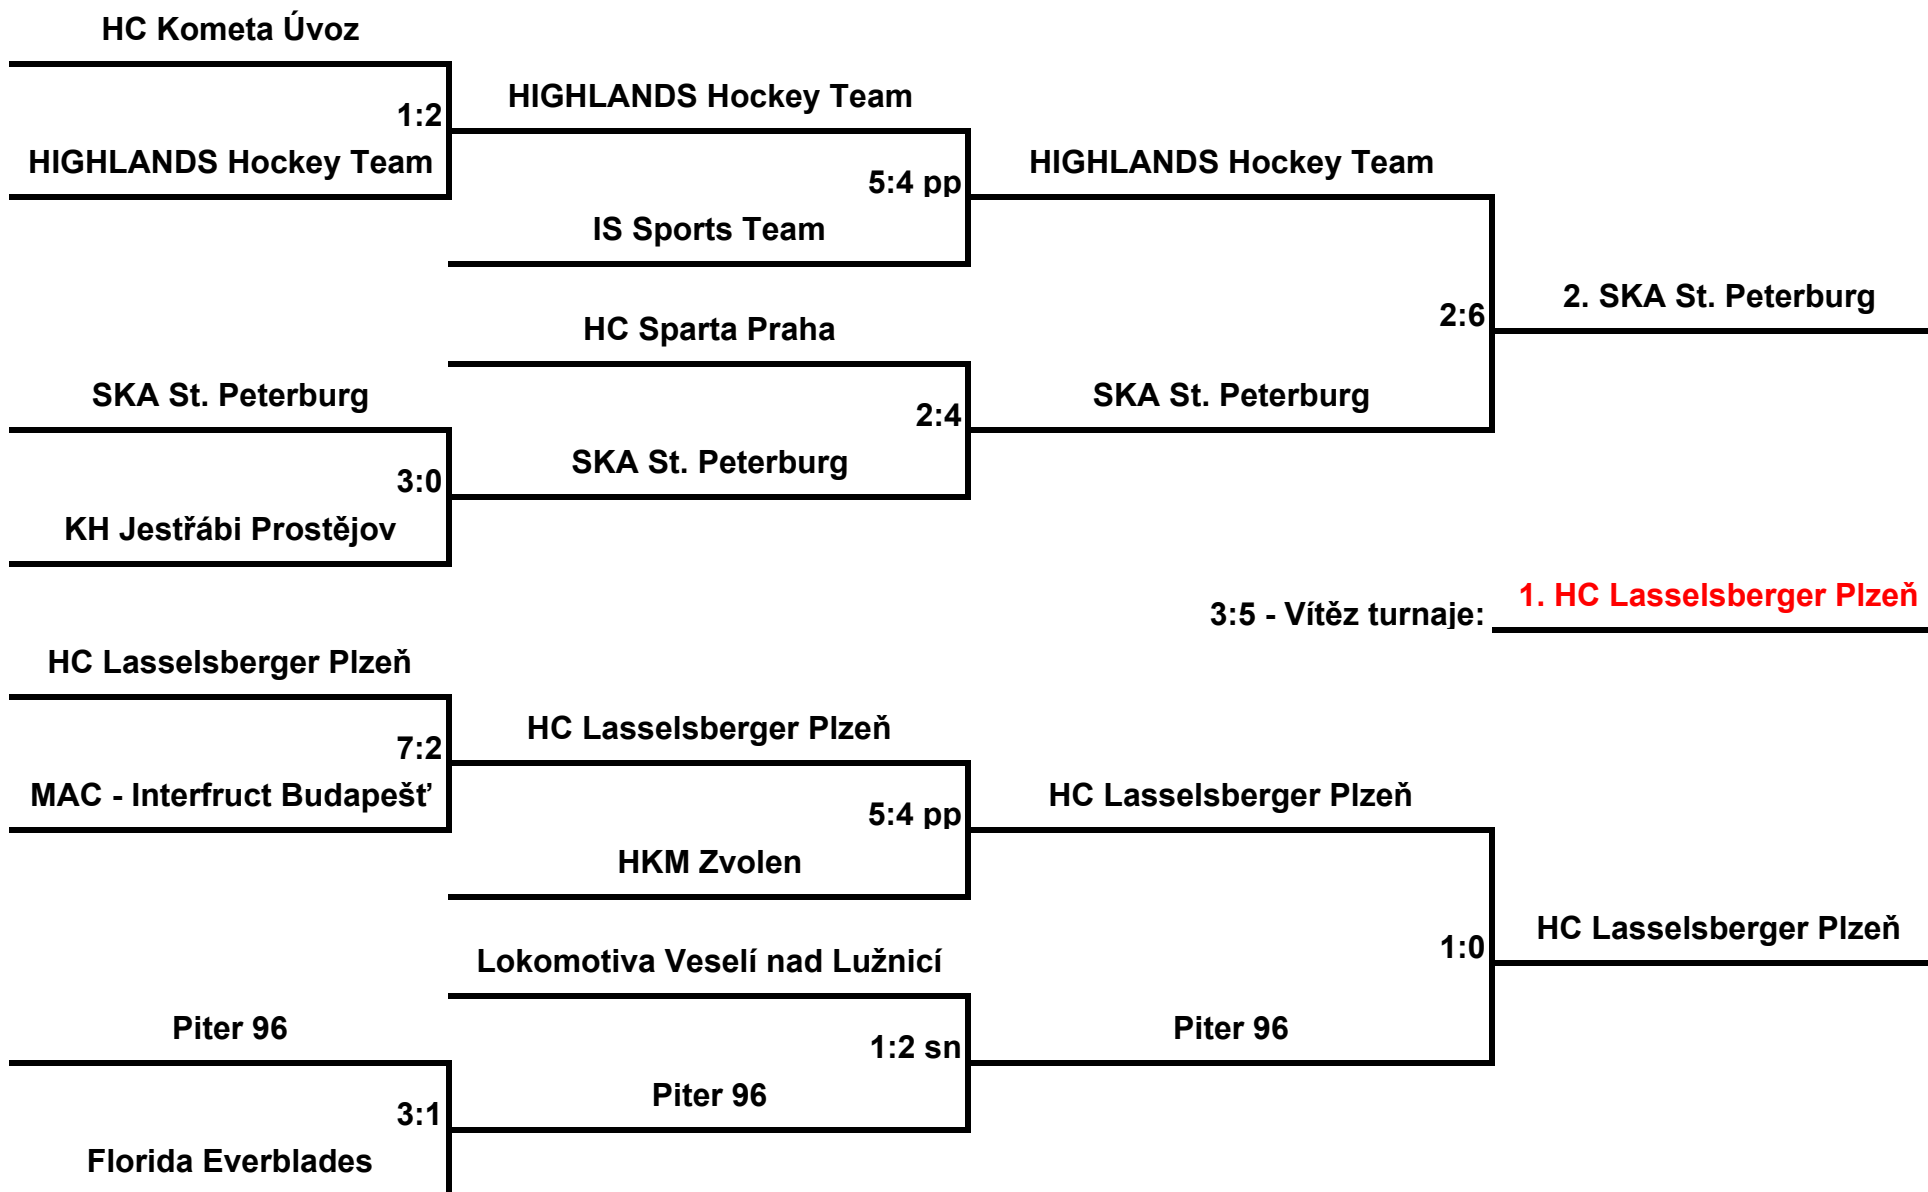 HC Kometa Úvoz
1:2
HIGHLANDS Hockey Team
HIGHLANDS Hockey Team
5:4 pp
IS Sports Team
HIGHLANDS Hockey Team
HC Sparta Praha
2:4
SKA St. Peterburg
SKA St. Peterburg
3:0
KH Jestřábi Prostějov
SKA St. Peterburg
2:6
2. SKA St. Peterburg
3:5 - Vítěz turnaje:
1. HC Lasselsberger Plzeň
HC Lasselsberger Plzeň
7:2
MAC - Interfruct Budapešť
HC Lasselsberger Plzeň
5:4 pp
HKM Zvolen
HC Lasselsberger Plzeň
Lokomotiva Veselí nad Lužnicí
1:2 sn
Piter 96
Piter 96
3:1
Florida Everblades
Piter 96
1:0
HC Lasselsberger Plzeň